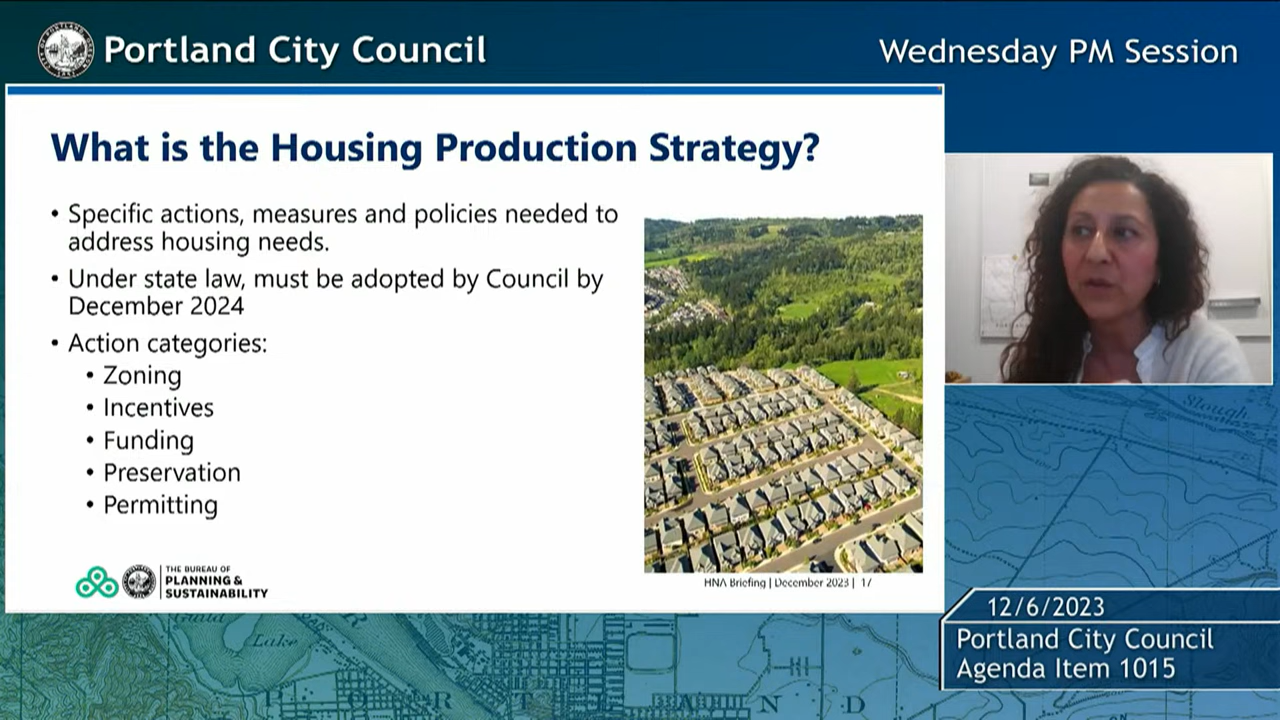 Portland City Council
Wednesday PM Session
What is the Housing Production Strategy?
• Specific actions, measures and policies needed to
address housing needs.
• Under state law, must be adopted by Council by
December 2024
• Action categories:
• Zoning
• Incentives
• Funding
• Preservation
• Permitting
THE BUREAU OF
PLANNING &
SUSTAINABILITY
HNA Briefing | December 2023 | 17
Slough
12/6/2023
Portland City Council
Agenda Item 1015
Guild
Lake
R
P O R T L A N D